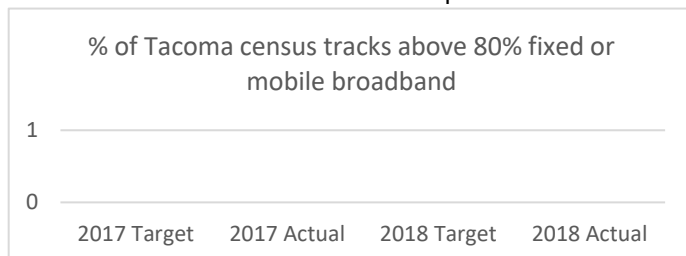 % of Tacoma census tracks above 80% fixed or
mobile broadband
1
0
2017 Target 2017 Actual 2018 Target 2018 Actual